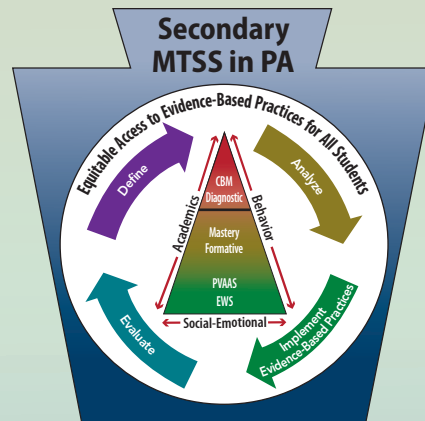 Secondary
MTSS in PA
Equitable Access to Evidence-Based Practices for All Students
Define
Analyze
Academics
Behavior
CBM
Diagnostic
Mastery
Formative
PVAAS
EWS
Social-Emotional
Evaluate
Implement
Evidence-Based Practices